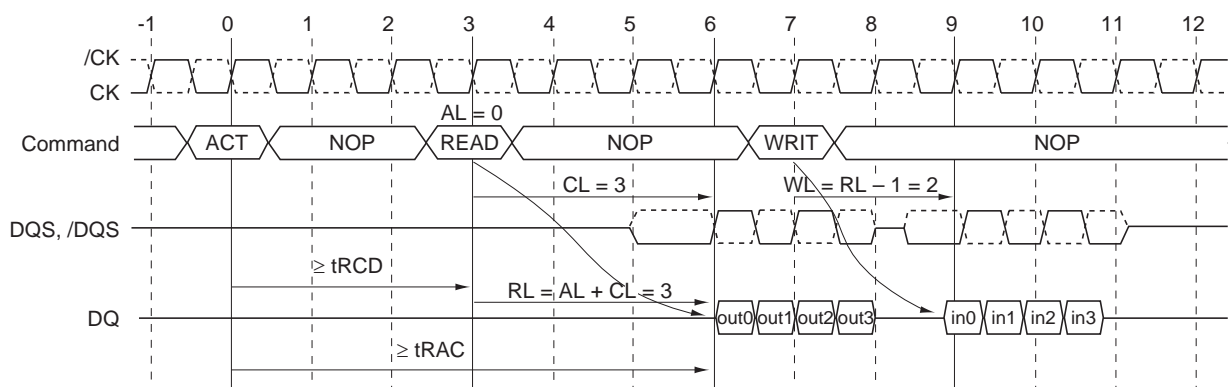 -1 0 1 2 3 4 5 6 7 8 9 10 11 12
/CK
CK
AL = 0
Command ACT NOP READ NOP WRIT NOP
CL = 3 WL = RL – 1 = 2
DQS, /DQS
≥ tRCD
RL = AL + CL = 3
DQ out0 out1 out2 out3 in0 in1 in2 in3
≥ tRAC